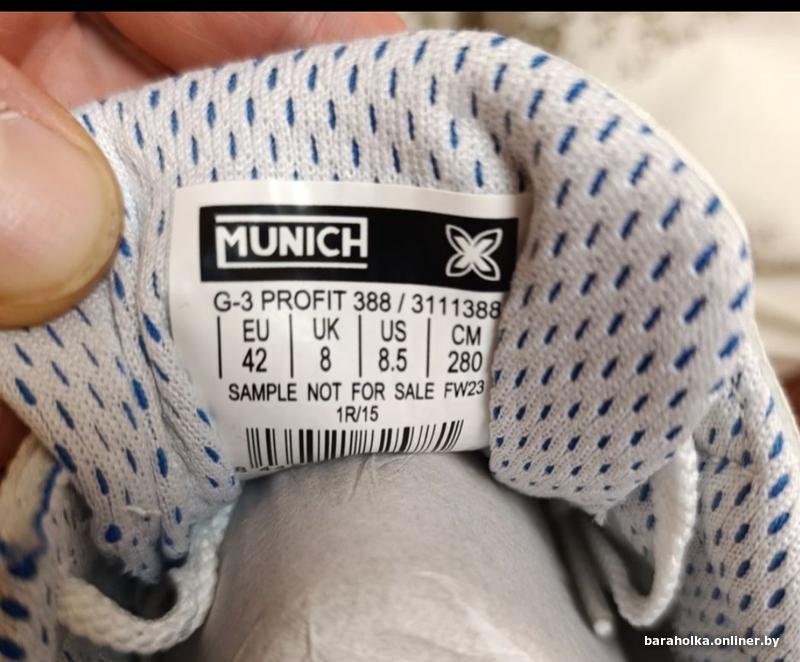 MUNICH
G-3 PROFIT 388 / 3111388
EU UK US CM
42 8 8.5 280
SAMPLE NOT FOR SALE FW23
1R/15
baraholka.onliner.by